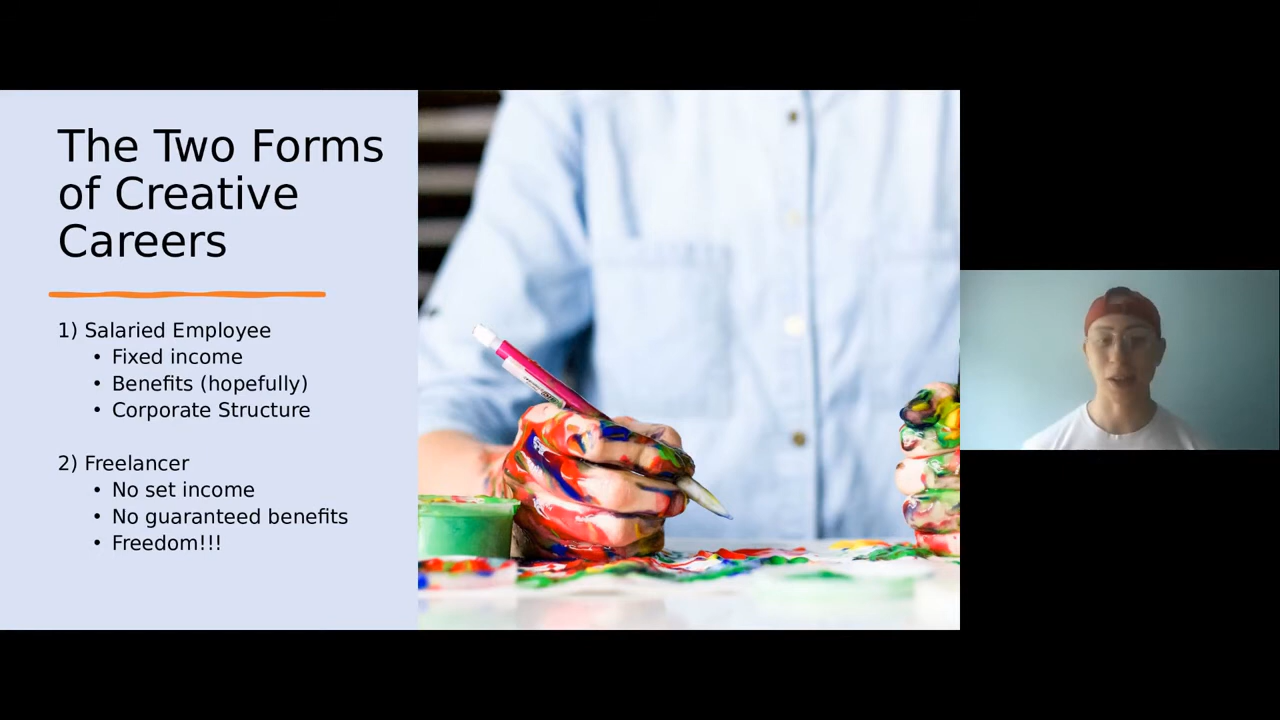 The Two Forms
of Creative
Careers
1) Salaried Employee
• Fixed income
• Benefits (hopefully)
• Corporate Structure
2) Freelancer
• No set income
• No guaranteed benefits
• Freedom!!!